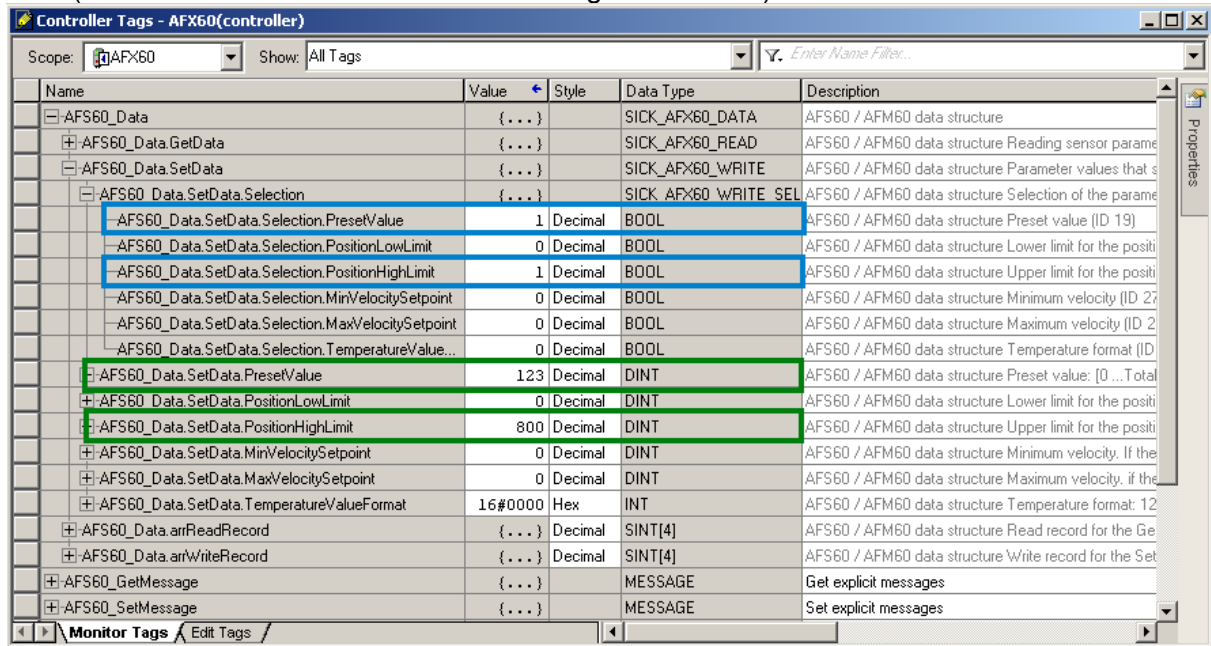 Controller Tags - AFX60(controller)
Scope: AFX60 Show: All Tags Enter Name Filter...
Name Value Style Data Type Description
AFS60_Data {...} SICK_AFX60_DATA AFS60 / AFM60 data structure
AFS60_Data.GetData {...} SICK_AFX60_READ AFS60 / AFM60 data structure Reading sensor parame
AFS60_Data.SetData {...} SICK_AFX60_WRITE AFS60 / AFM60 data structure Parameter values that s
AFS60_Data.SetData.Selection {...} SICK_AFX60_WRITE_SEL AFS60 / AFM60 data structure Selection of the parame
AFS60_Data.SetData.Selection.PresetValue 1 Decimal BOOL AFS60 / AFM60 data structure Preset value (ID 19)
AFS60_Data.SetData.Selection.PositionLowLimit 0 Decimal BOOL AFS60 / AFM60 data structure Lower limit for the positi
AFS60_Data.SetData.Selection.PositionHighLimit 1 Decimal BOOL AFS60 / AFM60 data structure Upper limit for the positi
AFS60_Data.SetData.Selection.MinVelocitySetpoint 0 Decimal BOOL AFS60 / AFM60 data structure Minimum velocity (ID 27
AFS60_Data.SetData.Selection.MaxVelocitySetpoint 0 Decimal BOOL AFS60 / AFM60 data structure Maximum velocity (ID 2
AFS60_Data.SetData.Selection.TemperatureValue... 0 Decimal BOOL AFS60 / AFM60 data structure Temperature format (ID
AFS60_Data.SetData.PresetValue 123 Decimal DINT AFS60 / AFM60 data structure Preset value: [0 ...Total
AFS60_Data.SetData.PositionLowLimit 0 Decimal DINT AFS60 / AFM60 data structure Lower limit for the positi
AFS60_Data.SetData.PositionHighLimit 800 Decimal DINT AFS60 / AFM60 data structure Upper limit for the positi
AFS60_Data.SetData.MinVelocitySetpoint 0 Decimal DINT AFS60 / AFM60 data structure Minimum velocity. If the
AFS60_Data.SetData.MaxVelocitySetpoint 0 Decimal DINT AFS60 / AFM60 data structure Maximum velocity. if the
AFS60_Data.SetData.TemperatureValueFormat 16#0000 Hex INT AFS60 / AFM60 data structure Temperature format: 12
AFS60_Data.arrReadRecord {...} Decimal SINT[4] AFS60 / AFM60 data structure Read record for the Ge
AFS60_Data.arrWriteRecord {...} Decimal SINT[4] AFS60 / AFM60 data structure Write record for the Set
AFS60_GetMessage {...} MESSAGE Get explicit messages
AFS60_SetMessage {...} MESSAGE Set explicit messages
Monitor Tags Edit Tags
Properties